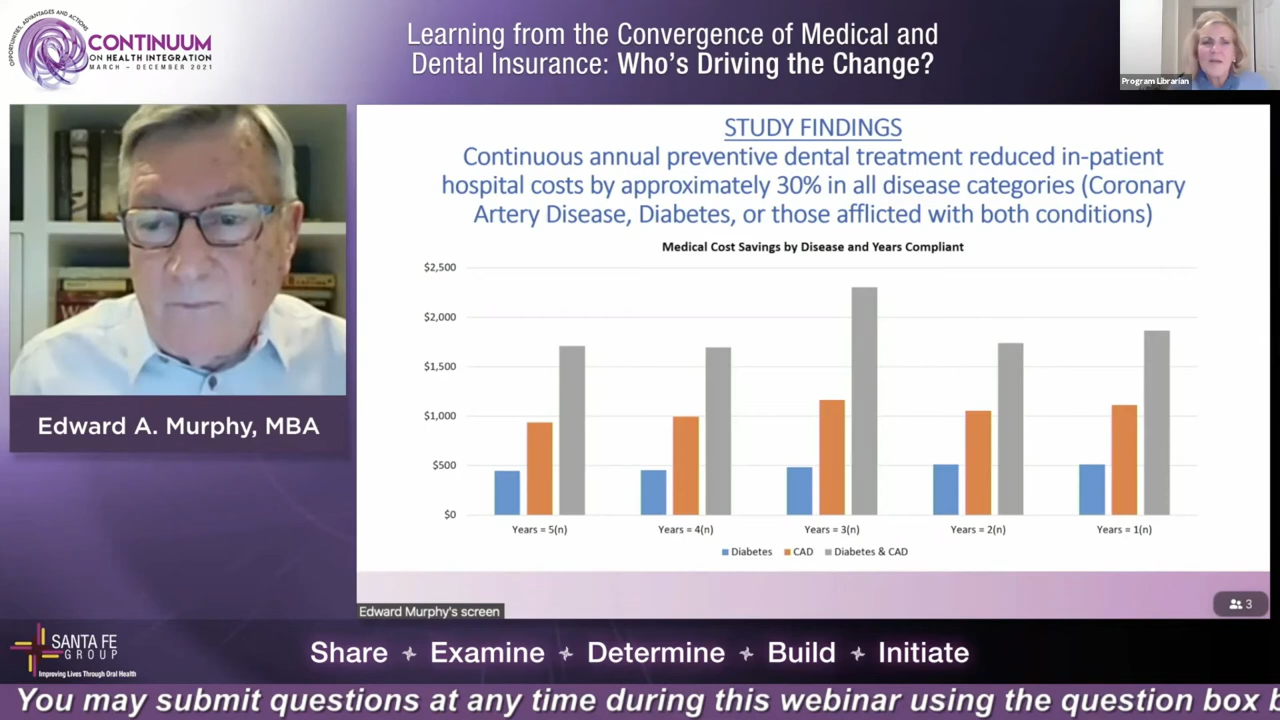 OPPORTUNITIES, ADVANTAGES AND ACTIONS
CONTINUUM
ON HEALTH INTEGRATION
MARCH – DECEMBER 2021
Learning from the Convergence of Medical and
Dental Insurance: Who's Driving the Change?
Program Librarian
Edward A. Murphy, MBA
STUDY FINDINGS
Continuous annual preventive dental treatment reduced in-patient
hospital costs by approximately 30% in all disease categories (Coronary
Artery Disease, Diabetes, or those afflicted with both conditions)
Medical Cost Savings by Disease and Years Compliant
$2,500
$2,000
$1,500
$1,000
$500
$0
Years = 5(n) Years = 4(n) Years = 3(n) Years = 2(n) Years = 1(n)
Diabetes CAD Diabetes & CAD
Edward Murphy's screen
3
SANTA FE
GROUP
Improving Lives Through Oral Health
Share + Examine + Determine + Build + Initiate
You may submit questions at any time during this webinar using the question box